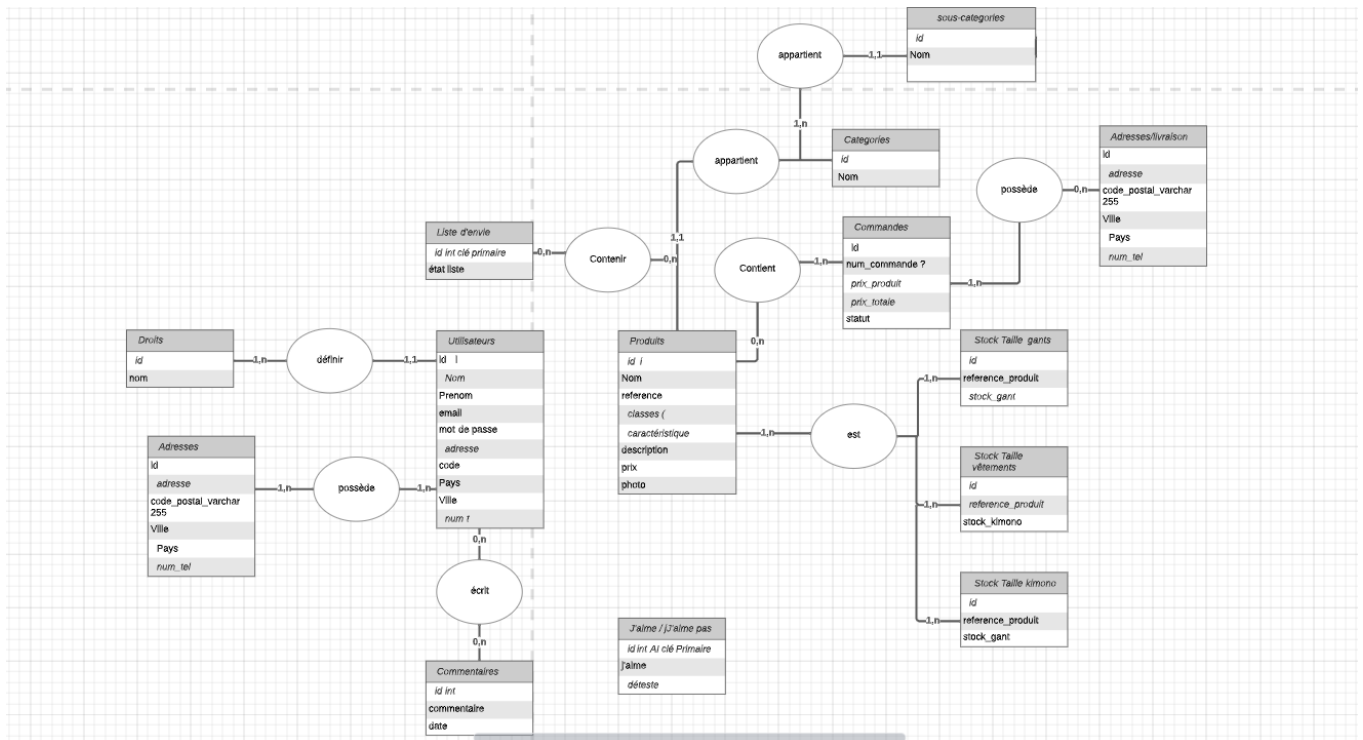 sous-categories
id
Nom
appartient
1,1
1,n
appartient
Categories
id
Nom
1,1
Adresses/livraison
id
adresse
code_postal_varchar
255
Ville
Pays
num_tel
possède
0,n
1,n
Liste d'envie
id int clé primaire
état liste
0,n
Contenir
0,n
Contient
1,n
0,n
Commandes
id
num_commande ?
prix_produit
prix_totale
statut
Droits
id
nom
1,n
définir
1,1
Utilisateurs
id
Nom
Prenom
email
mot de passe
adresse
code
Pays
Ville
num t
Produits
id i
Nom
reference
classes (
caractéristique
description
prix
photo
1,n
est
1,n
1,n
1,n
Stock Taille gants
id
reference_produit
stock_gant
Stock Taille
vêtements
id
reference_produit
stock_kimono
Stock Taille kimono
id
reference_produit
stock_gant
Adresses
id
adresse
code_postal_varchar
255
Ville
Pays
num_tel
1,n
possède
1,n
0,n
écrit
0,n
Commentaires
id int
commentaire
date
J'aime / jJ'aime pas
id int AI clé Primaire
j'aime
déteste